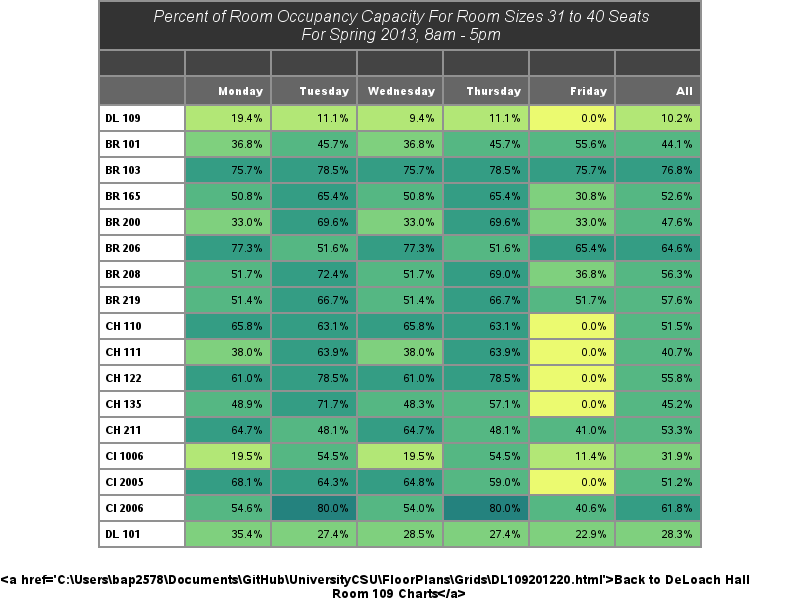 Percent of Room Occupancy Capacity For Room Sizes 31 to 40 Seats
For Spring 2013, 8am - 5pm
Monday Tuesday Wednesday Thursday Friday All
DL 109 19.4% 11.1% 9.4% 11.1% 0.0% 10.2%
BR 101 36.8% 45.7% 36.8% 45.7% 55.6% 44.1%
BR 103 75.7% 78.5% 75.7% 78.5% 75.7% 76.8%
BR 165 50.8% 65.4% 50.8% 65.4% 30.8% 52.6%
BR 200 33.0% 69.6% 33.0% 69.6% 33.0% 47.6%
BR 206 77.3% 51.6% 77.3% 51.6% 65.4% 64.6%
BR 208 51.7% 72.4% 51.7% 69.0% 36.8% 56.3%
BR 219 51.4% 66.7% 51.4% 66.7% 51.7% 57.6%
CH 110 65.8% 63.1% 65.8% 63.1% 0.0% 51.5%
CH 111 38.0% 63.9% 38.0% 63.9% 0.0% 40.7%
CH 122 61.0% 78.5% 61.0% 78.5% 0.0% 55.8%
CH 135 48.9% 71.7% 48.3% 57.1% 0.0% 45.2%
CH 211 64.7% 48.1% 64.7% 48.1% 41.0% 53.3%
CI 1006 19.5% 54.5% 19.5% 54.5% 11.4% 31.9%
CI 2005 68.1% 64.3% 64.8% 59.0% 0.0% 51.2%
CI 2006 54.6% 80.0% 54.0% 80.0% 40.6% 61.8%
DL 101 35.4% 27.4% 28.5% 27.4% 22.9% 28.3%
<a href='C:\Users\bap2578\Documents\GitHub\UniversityCSU\FloorPlans\Grids\DL109201220.html'>Back to DeLoach Hall
Room 109 Charts</a>